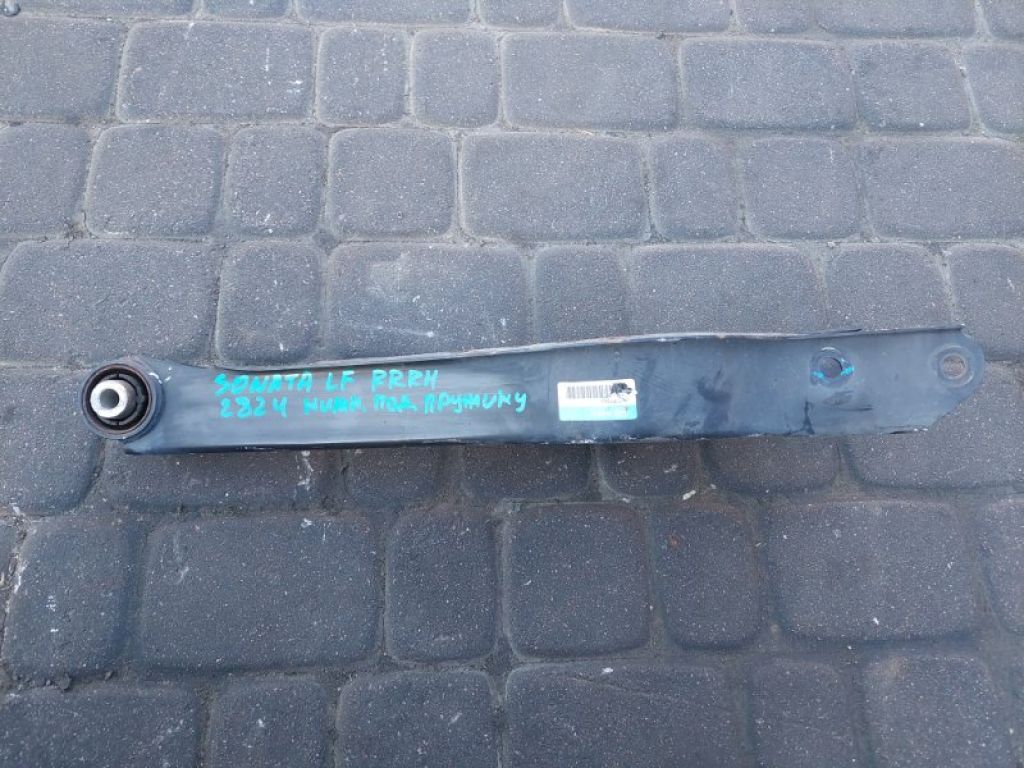 SONATA LF RRRH
2824 нижн. под пружину